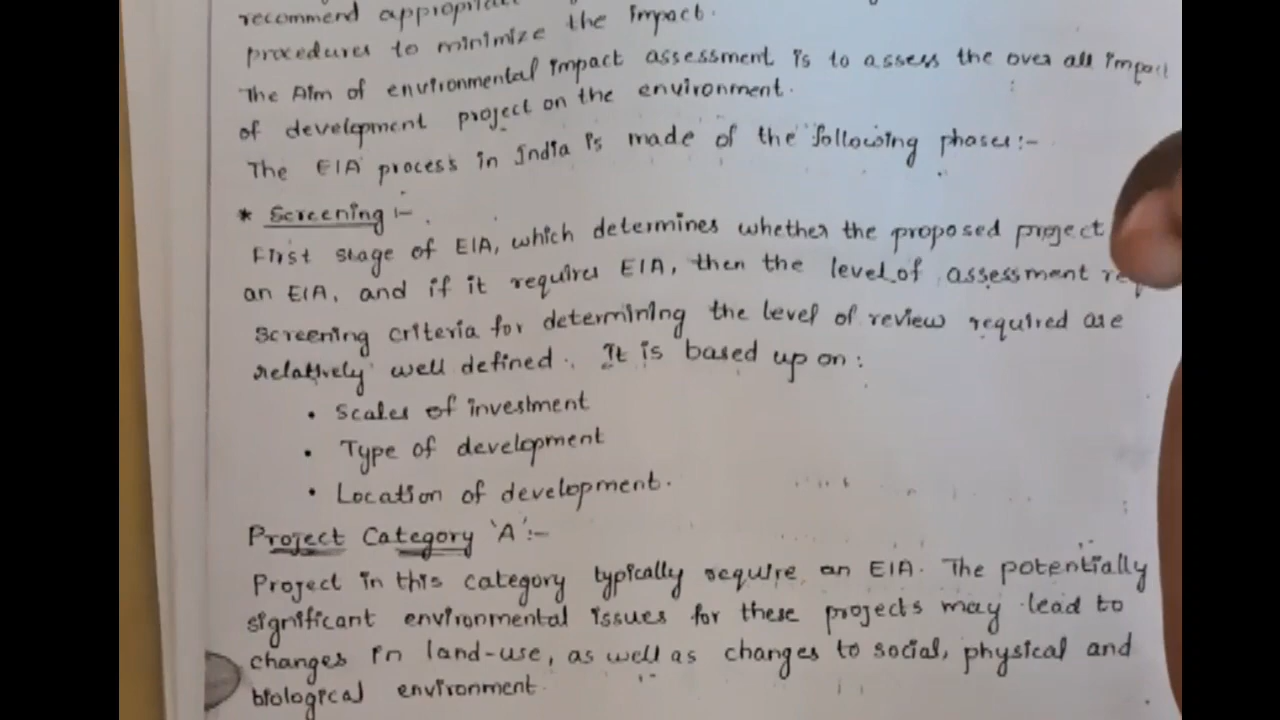 recommend
procedures to minimize the impact.
The Aim of environmental impact assessment is to assess the over all impact
of development project on the environment.
The EIA process in India is made of the following phases:-
* Screening :-
First stage of EIA, which determines whether the proposed project
an EIA, and if it requires EIA, then the level of assessment
Screening criteria for determining the level of review required are
relatively well defined. It is based up on:
• Scales of investment
• Type of development
• Location of development.
Project Category 'A':-
Project in this category typically require an EIA. The potentially
significant environmental issues for these projects may lead to
changes in land-use, as well as changes to social, physical and
biological environment.